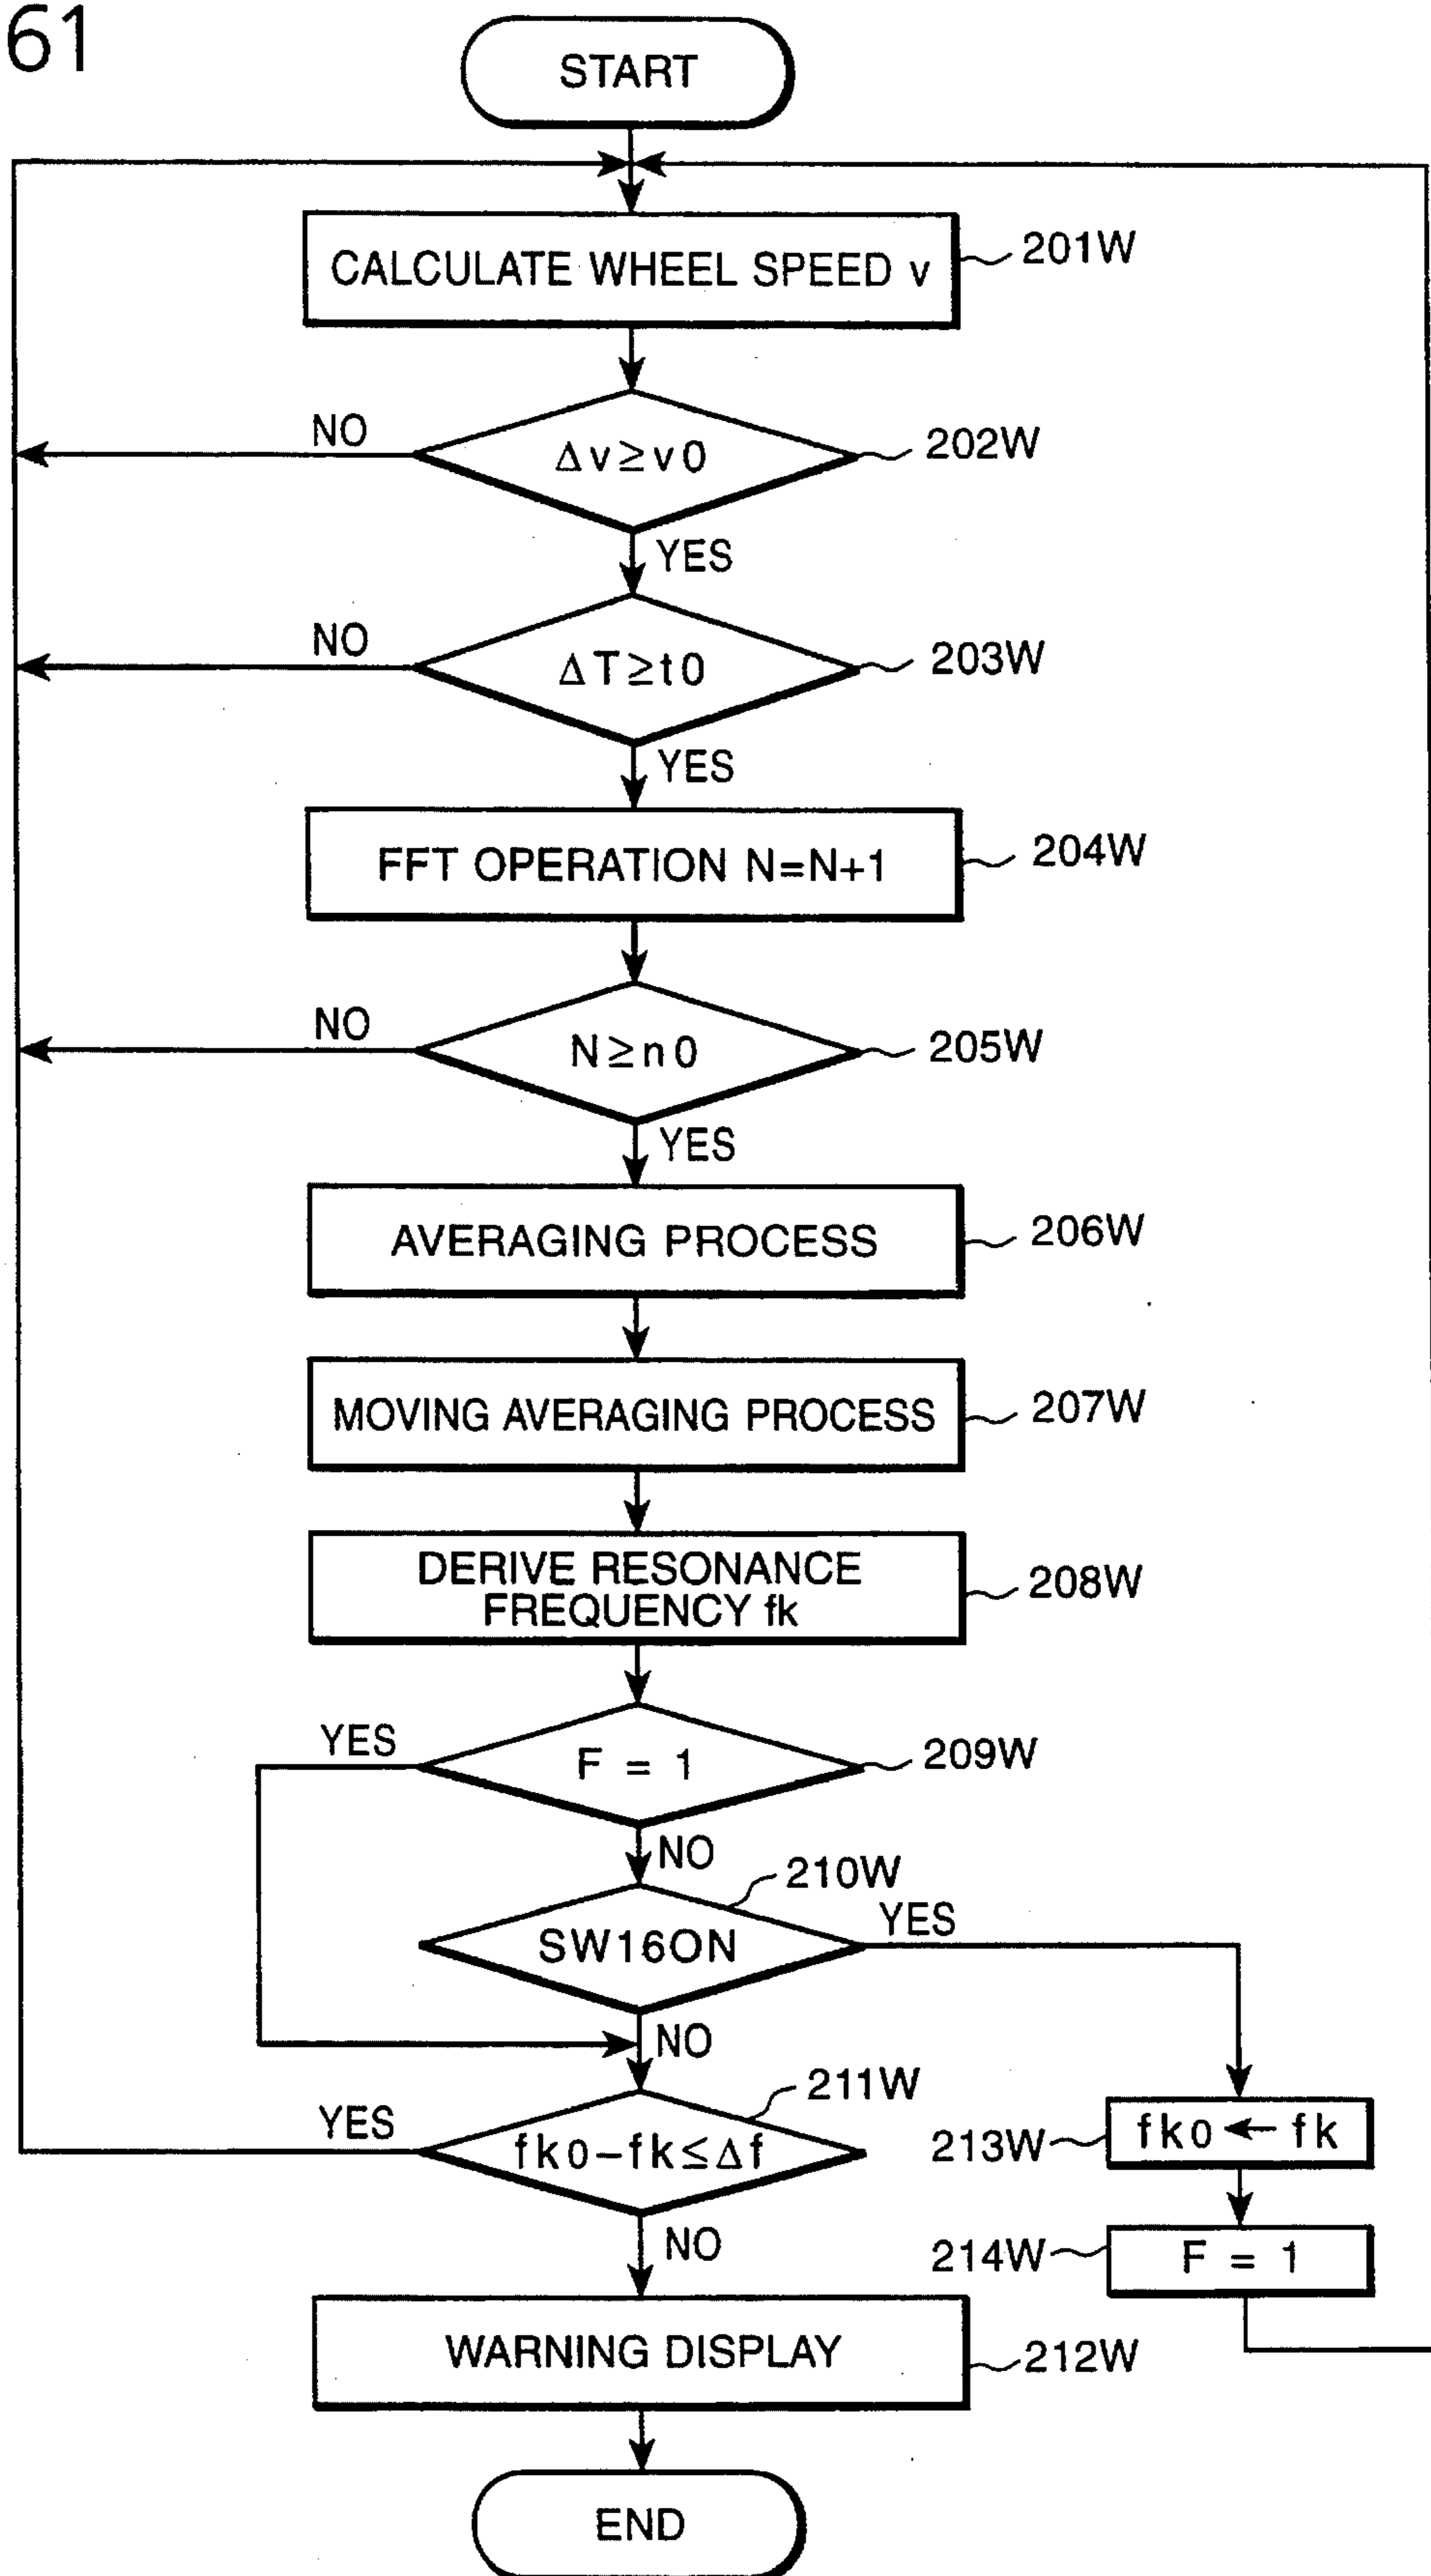 61
START
CALCULATE WHEEL SPEED v
201W
Δv≥v0
202W
NO
YES
ΔT≥t0
203W
NO
YES
FFT OPERATION N=N+1
204W
N≥n0
205W
NO
YES
AVERAGING PROCESS
206W
MOVING AVERAGING PROCESS
207W
DERIVE RESONANCE
FREQUENCY fk
208W
F = 1
209W
YES
NO
210W
SW16ON
YES
NO
211W
fk0-fk≤Δf
YES
NO
213W
fk0 ← fk
214W
F = 1
WARNING DISPLAY
212W
END